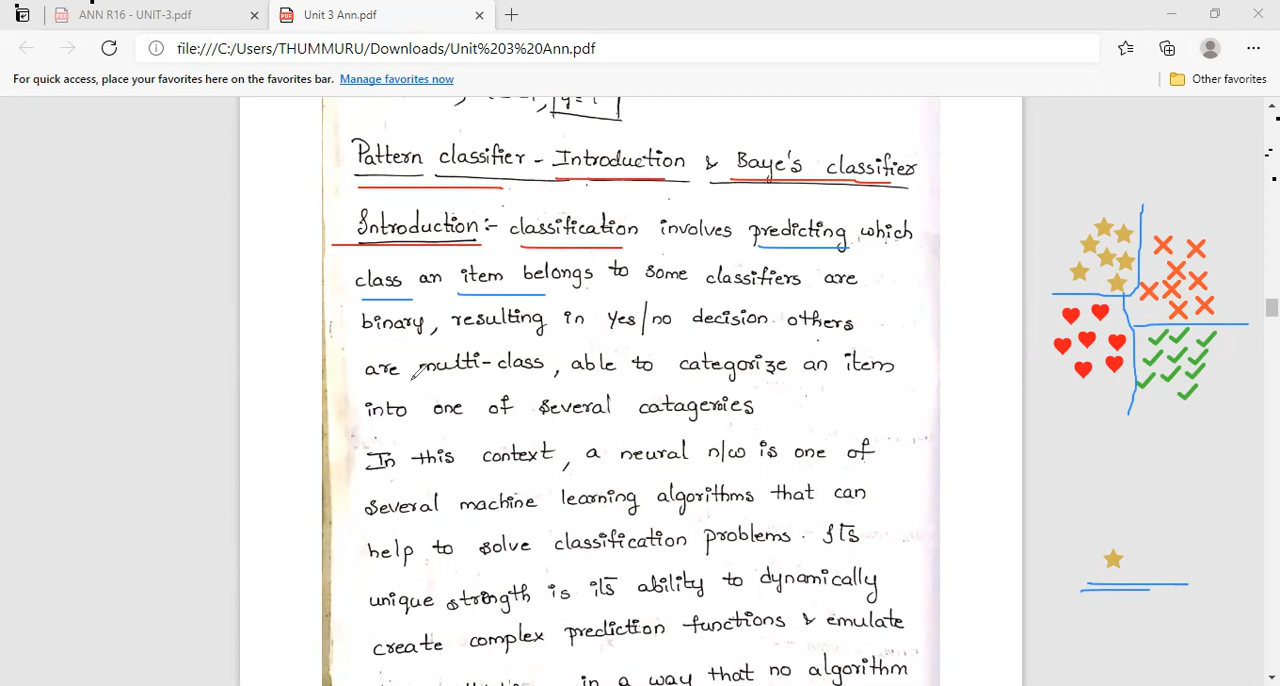 ANN R16 - UNIT-3.pdf
Unit 3 Ann.pdf
file:///C:/Users/THUMMURU/Downloads/Unit%203%20Ann.pdf
For quick access, place your favorites here on the favorites bar. Manage favorites now
Other favorites
Pattern classifier - Introduction & Baye's classifier
Introduction :- classification involves predicting which
class an item belongs to some classifiers are
binary, resulting in yes/no decision. others
are multi-class, able to categorize an item
into one of several catageries
In this context, a neural n/w is one of
several machine learning algorithms that can
help to solve classification problems. Its
unique strength is its ability to dynamically
create complex prediction functions & emulate
in a way that no algorithm